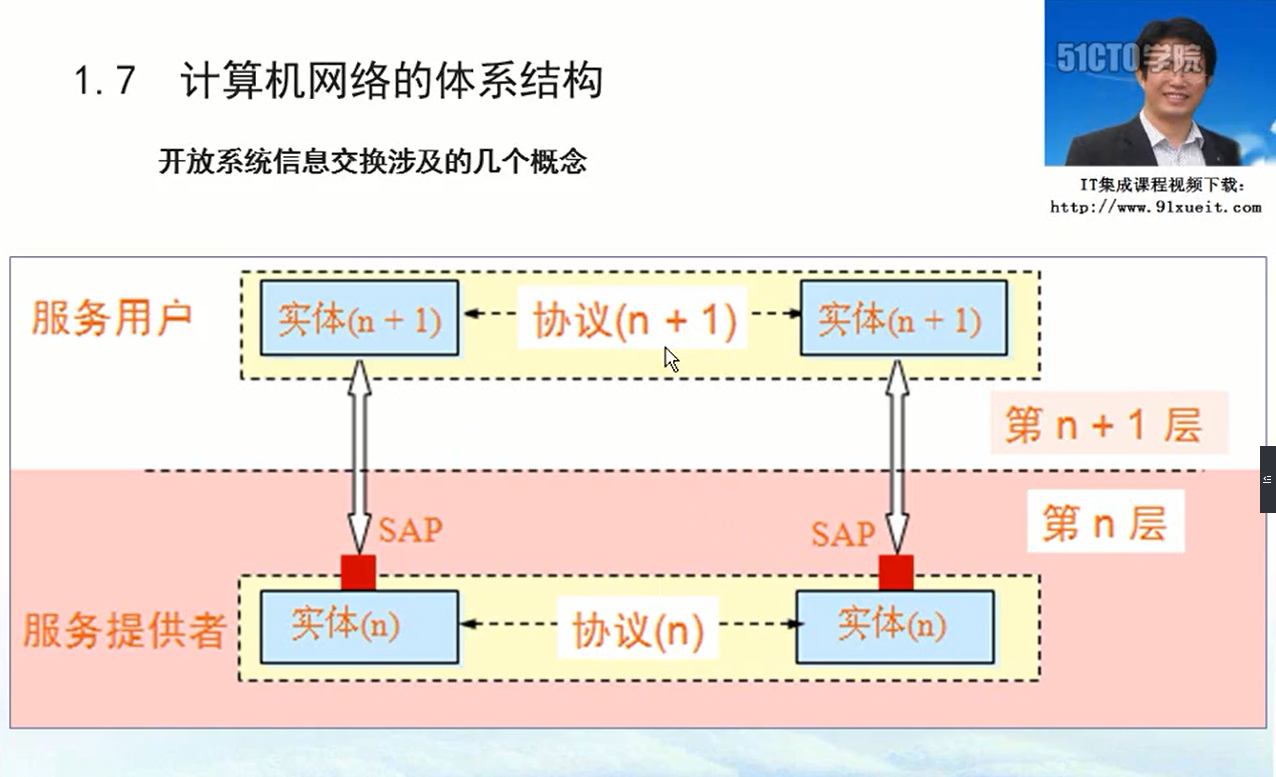 1.7 计算机网络的体系结构
51CTO学院
开放系统信息交换涉及的几个概念
IT集成课程视频下载:
http://www.91xueit.com
服务用户
实体(n + 1)
协议(n + 1)
实体(n + 1)
第 n + 1 层
第 n 层
SAP
SAP
服务提供者
实体(n)
协议(n)
实体(n)